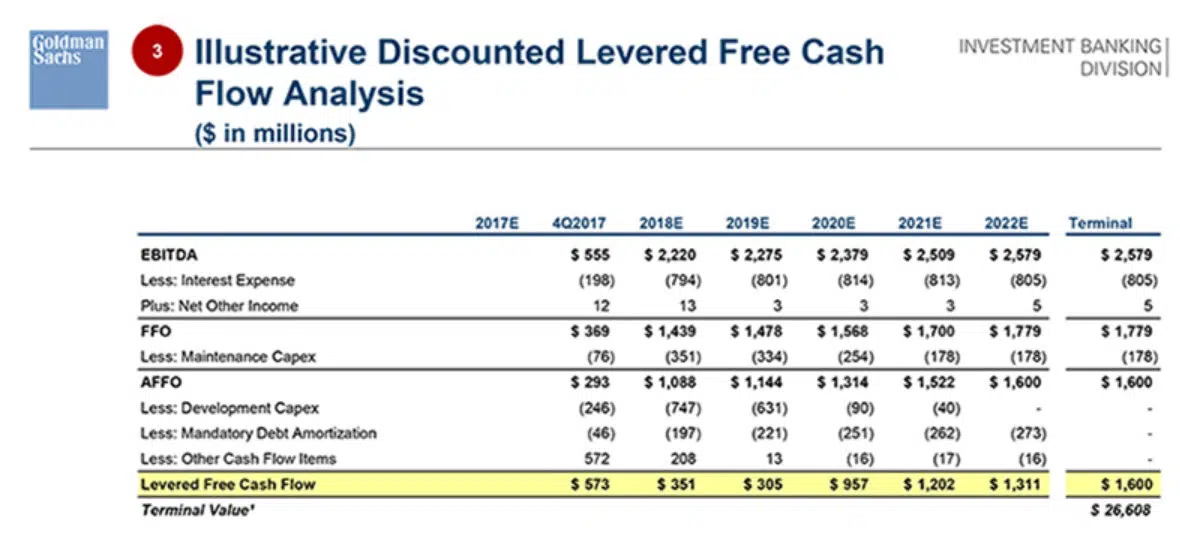 Goldman
Sachs
3
Illustrative Discounted Levered Free Cash
Flow Analysis
($ in millions)
INVESTMENT BANKING
DIVISION
2017E 4Q2017 2018E 2019E 2020E 2021E 2022E Terminal
EBITDA $ 555 $ 2,220 $ 2,275 $ 2,379 $ 2,509 $ 2,579 $ 2,579
Less: Interest Expense (198) (794) (801) (814) (813) (805) (805)
Plus: Net Other Income 12 13 3 3 3 5 5
FFO $ 369 $ 1,439 $ 1,478 $ 1,568 $ 1,700 $ 1,779 $ 1,779
Less: Maintenance Capex (76) (351) (334) (254) (178) (178) (178)
AFFO $ 293 $ 1,088 $ 1,144 $ 1,314 $ 1,522 $ 1,600 $ 1,600
Less: Development Capex (246) (747) (631) (90) (40) - -
Less: Mandatory Debt Amortization (46) (197) (221) (251) (262) (273) -
Less: Other Cash Flow Items 572 208 13 (16) (17) (16) -
Levered Free Cash Flow $ 573 $ 351 $ 305 $ 957 $ 1,202 $ 1,311 $ 1,600
Terminal Value¹ $ 26,608